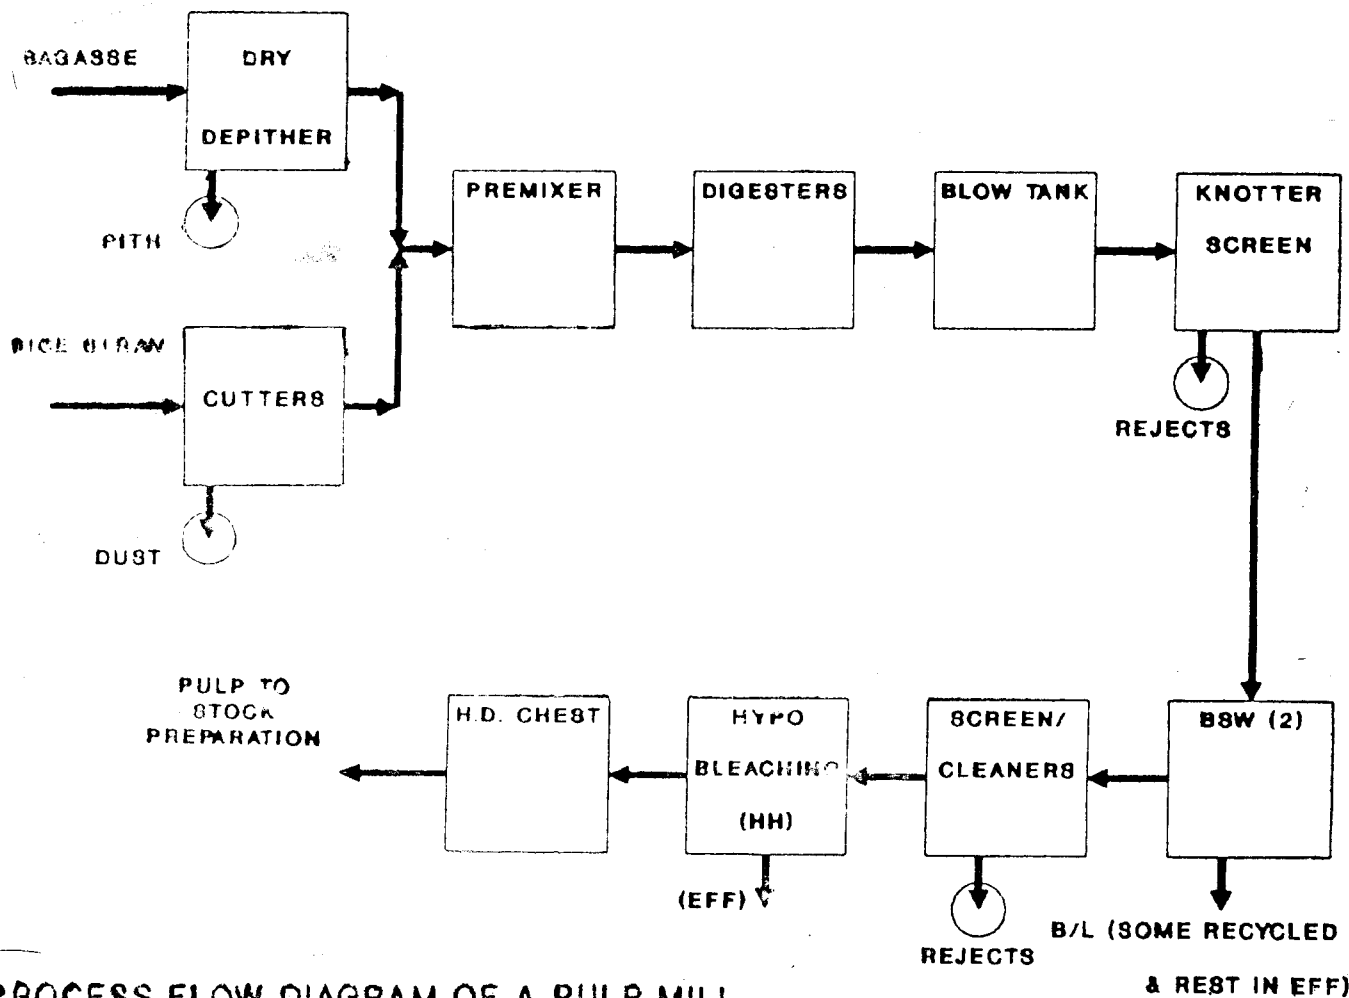 BAGASSE
DRY
DEPITHER
PITH
RICE STRAW
CUTTERS
DUST
PREMIXER
DIGESTERS
BLOW TANK
KNOTTER
SCREEN
REJECTS
BSW (2)
B/L (SOME RECYCLED
& REST IN EFF)
SCREEN/
CLEANERS
REJECTS
HYPO
BLEACHING
(HH)
(EFF)
H.D. CHEST
PULP TO
STOCK
PREPARATION
PROCESS FLOW DIAGRAM OF A PULP MILL